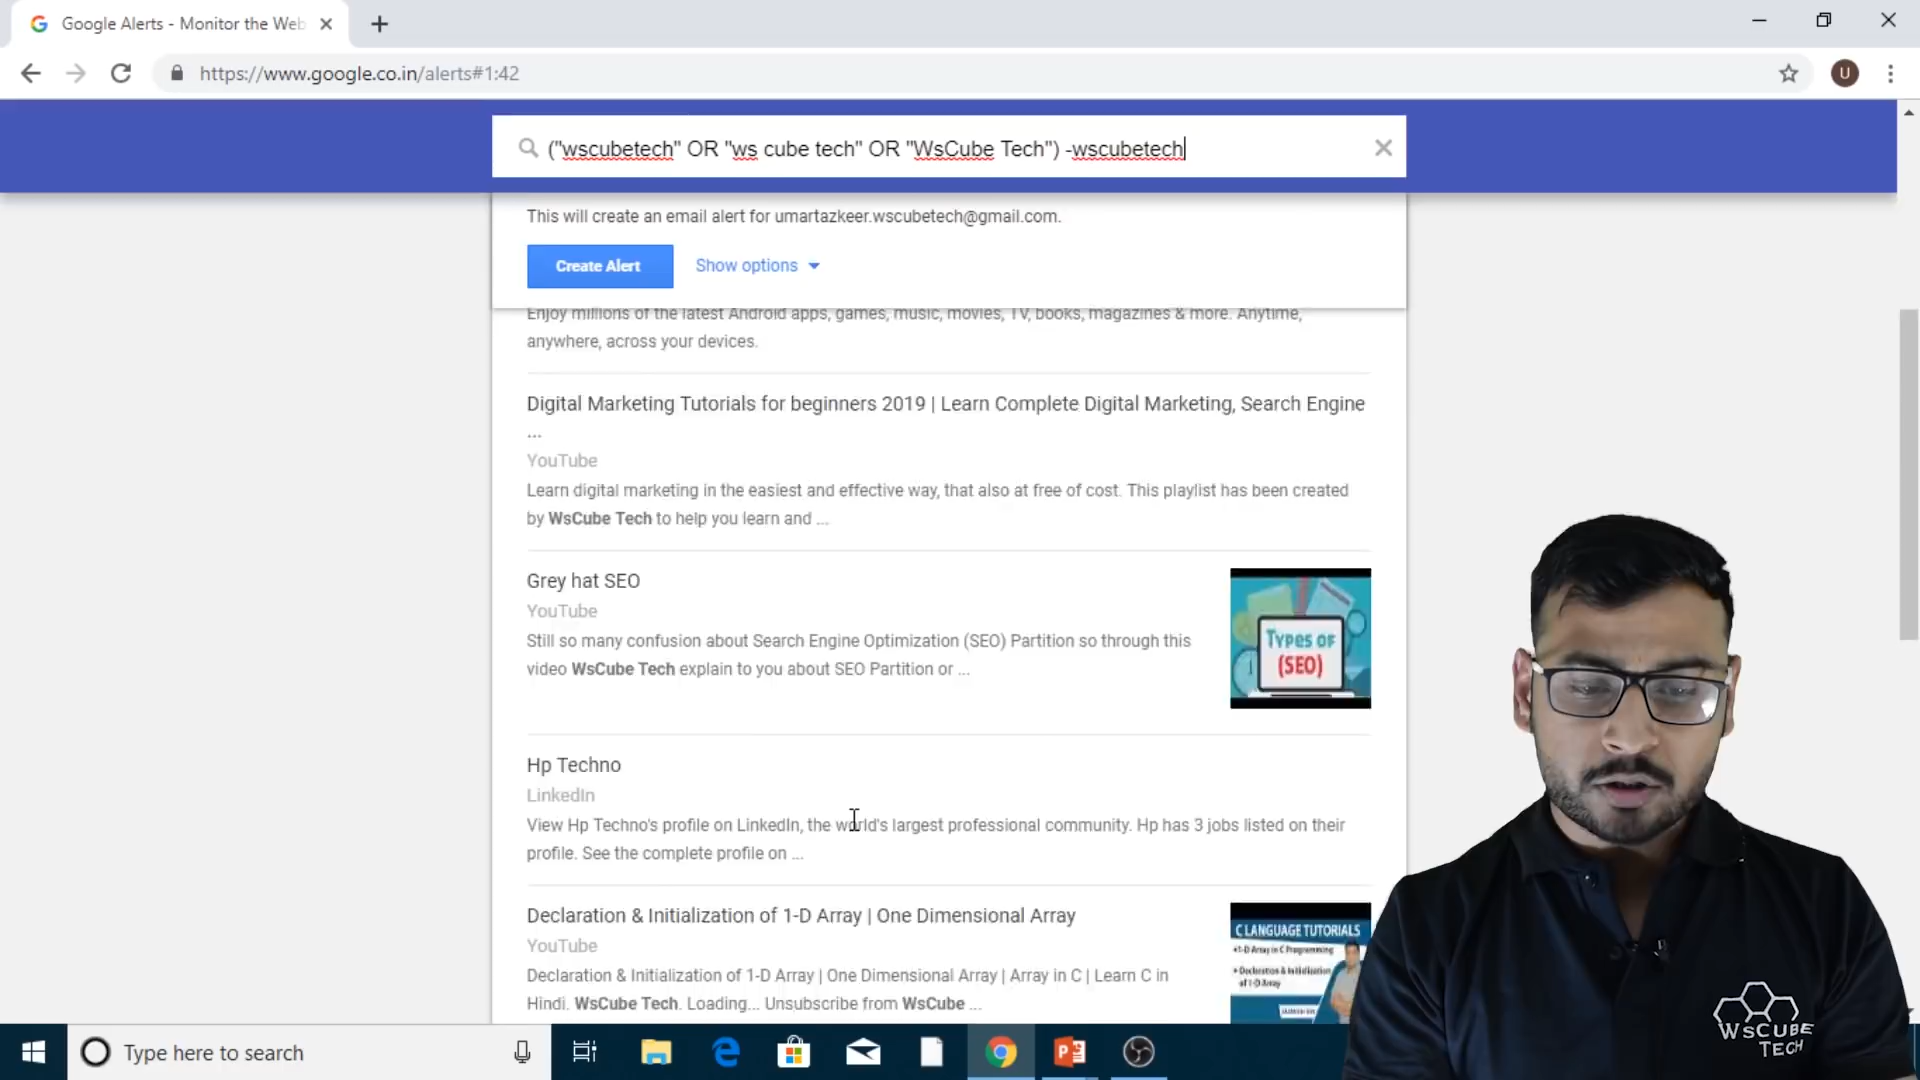 Google Alerts - Monitor the Web
https://www.google.co.in/alerts#1:42
U
("wscubetech" OR "ws cube tech" OR "WsCube Tech") -wscubetech
This will create an email alert for umartazkeer.wscubetech@gmail.com.
Create Alert
Show options
Enjoy millions of the latest Android apps, games, music, movies, TV, books, magazines & more. Anytime,
anywhere, across your devices.
Digital Marketing Tutorials for beginners 2019 | Learn Complete Digital Marketing, Search Engine
...
YouTube
Learn digital marketing in the easiest and effective way, that also at free of cost. This playlist has been created
by WsCube Tech to help you learn and ...
Grey hat SEO
YouTube
Still so many confusion about Search Engine Optimization (SEO) Partition so through this
video WsCube Tech explain to you about SEO Partition or ...
TYPES OF
(SEO)
Hp Techno
LinkedIn
View Hp Techno's profile on LinkedIn, the world's largest professional community. Hp has 3 jobs listed on their
profile. See the complete profile on ...
Declaration & Initialization of 1-D Array | One Dimensional Array
YouTube
Declaration & Initialization of 1-D Array | One Dimensional Array | Array in C | Learn C in
Hindi. WsCube Tech. Loading... Unsubscribe from WsCube ...
C LANGUAGE TUTORIALS
1-D Array in C Programming
Declaration & Initialization
of 1-D Array
WSCUBE
TECH
Type here to search